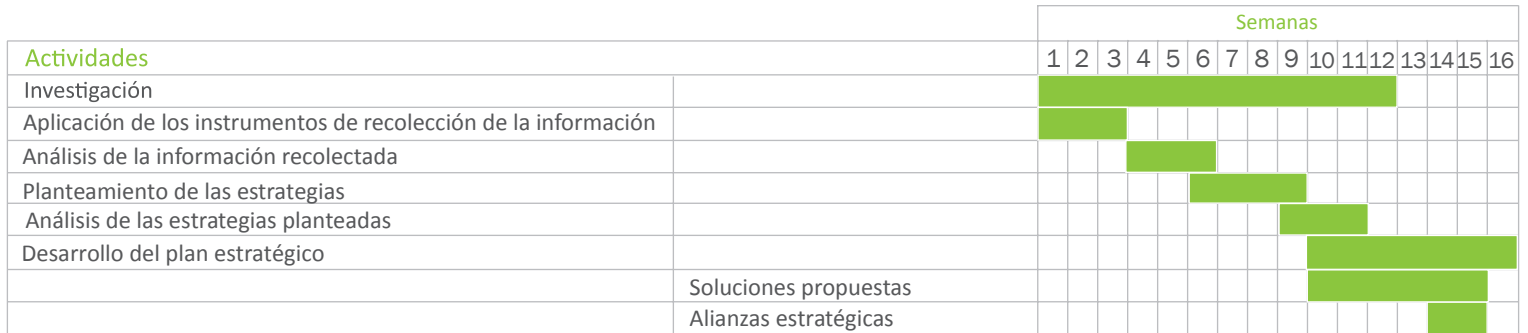 Semanas
Actividades 1 2 3 4 5 6 7 8 9 10 11 12 13 14 15 16
Investigación
Aplicación de los instrumentos de recolección de la información
Análisis de la información recolectada
Planteamiento de las estrategias
Análisis de las estrategias planteadas
Desarrollo del plan estratégico
Soluciones propuestas
Alianzas estratégicas